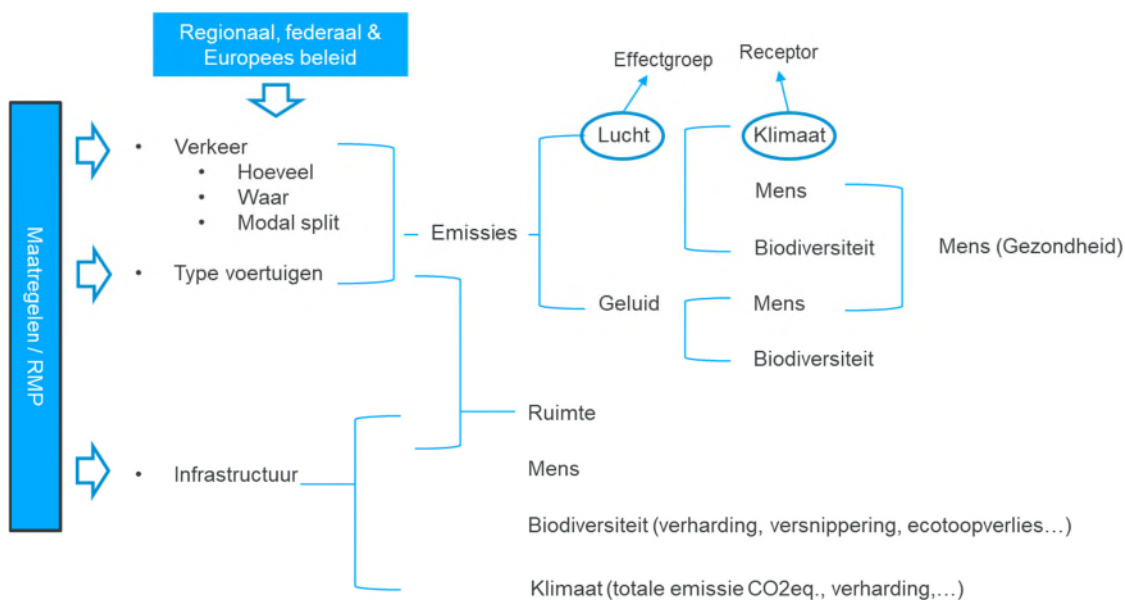 Regionaal, federaal &
Europees beleid
Effectgroep
Receptor
Maatregelen / RMP
• Verkeer
• Hoeveel
• Waar
• Modal split
• Type voertuigen
• Infrastructuur
Emissies
Lucht
Klimaat
Mens
Biodiversiteit
Mens (Gezondheid)
Geluid
Mens
Biodiversiteit
Ruimte
Mens
Biodiversiteit (verharding, versnippering, ecotoopverlies…)
Klimaat (totale emissie CO2eq., verharding,…)